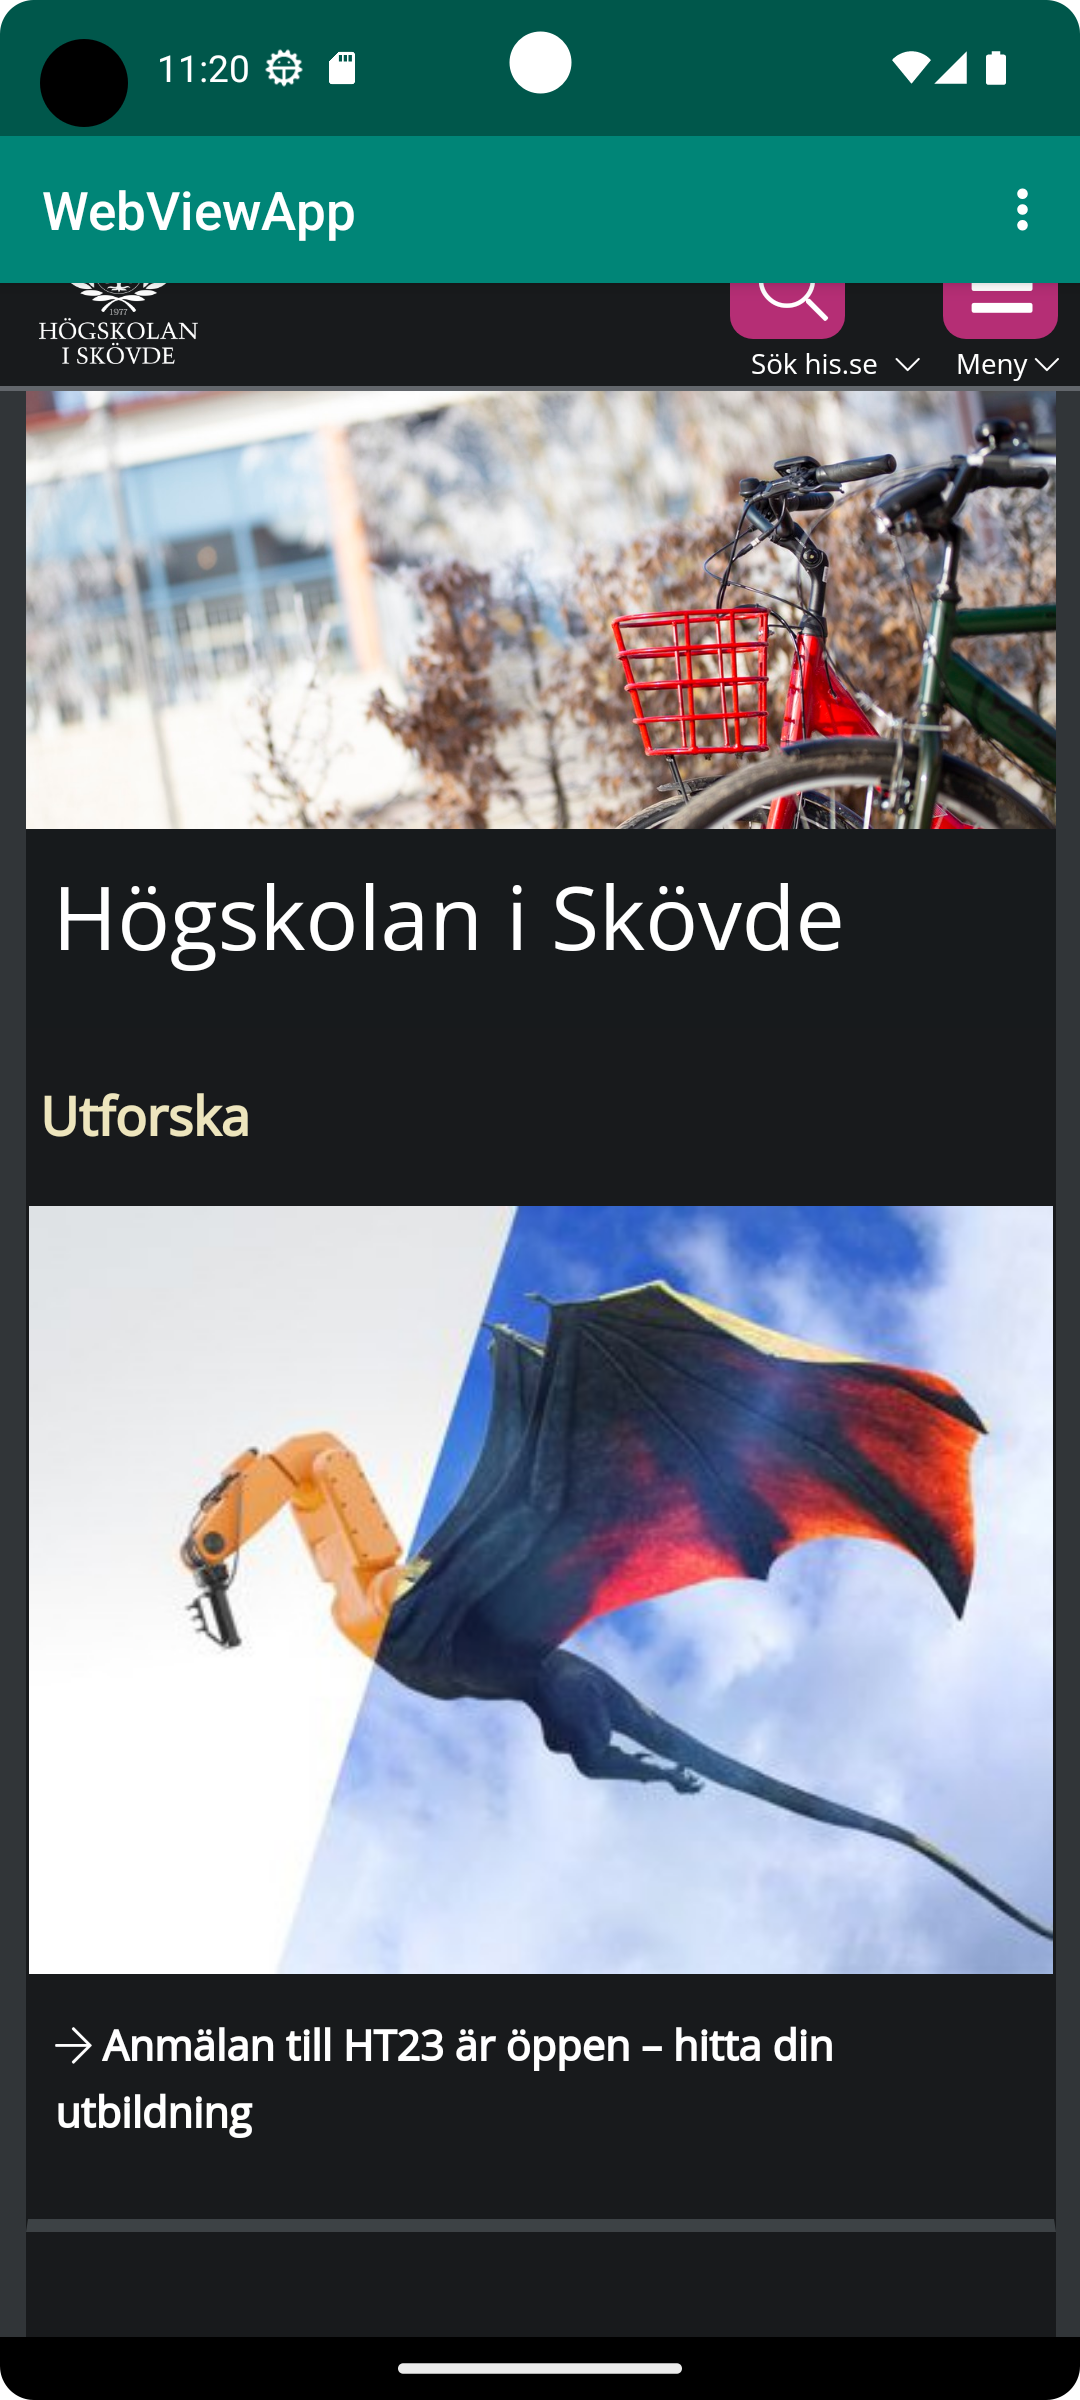 11:20
WebViewApp
1977
HÖGSKOLAN
I SKÖVDE
Sök his.se
Meny
Högskolan i Skövde
Utforska
Anmälan till HT23 är öppen – hitta din
utbildning